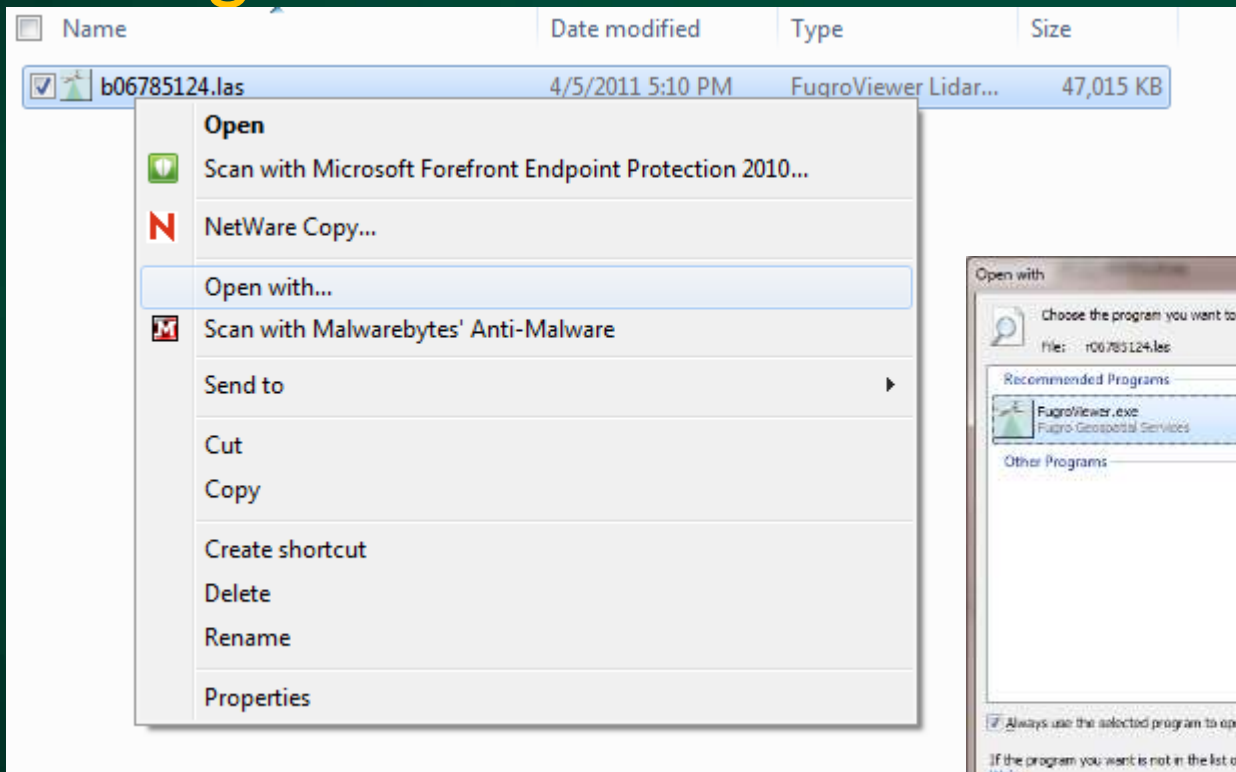 Name Date modified Type Size
b06785124.las 4/5/2011 5:10 PM FugroViewer Lidar... 47,015 KB
Open
Scan with Microsoft Forefront Endpoint Protection 2010...
N NetWare Copy...
Open with...
M Scan with Malwarebytes' Anti-Malware
Send to
Cut
Copy
Create shortcut
Delete
Rename
Properties
Open with
Choose the program you want to
File: r06785124.las
Recommended Programs
FugroViewer.exe
Fugro Geospatial Services
Other Programs
Always use the selected program to op
If the program you want is not in the list o